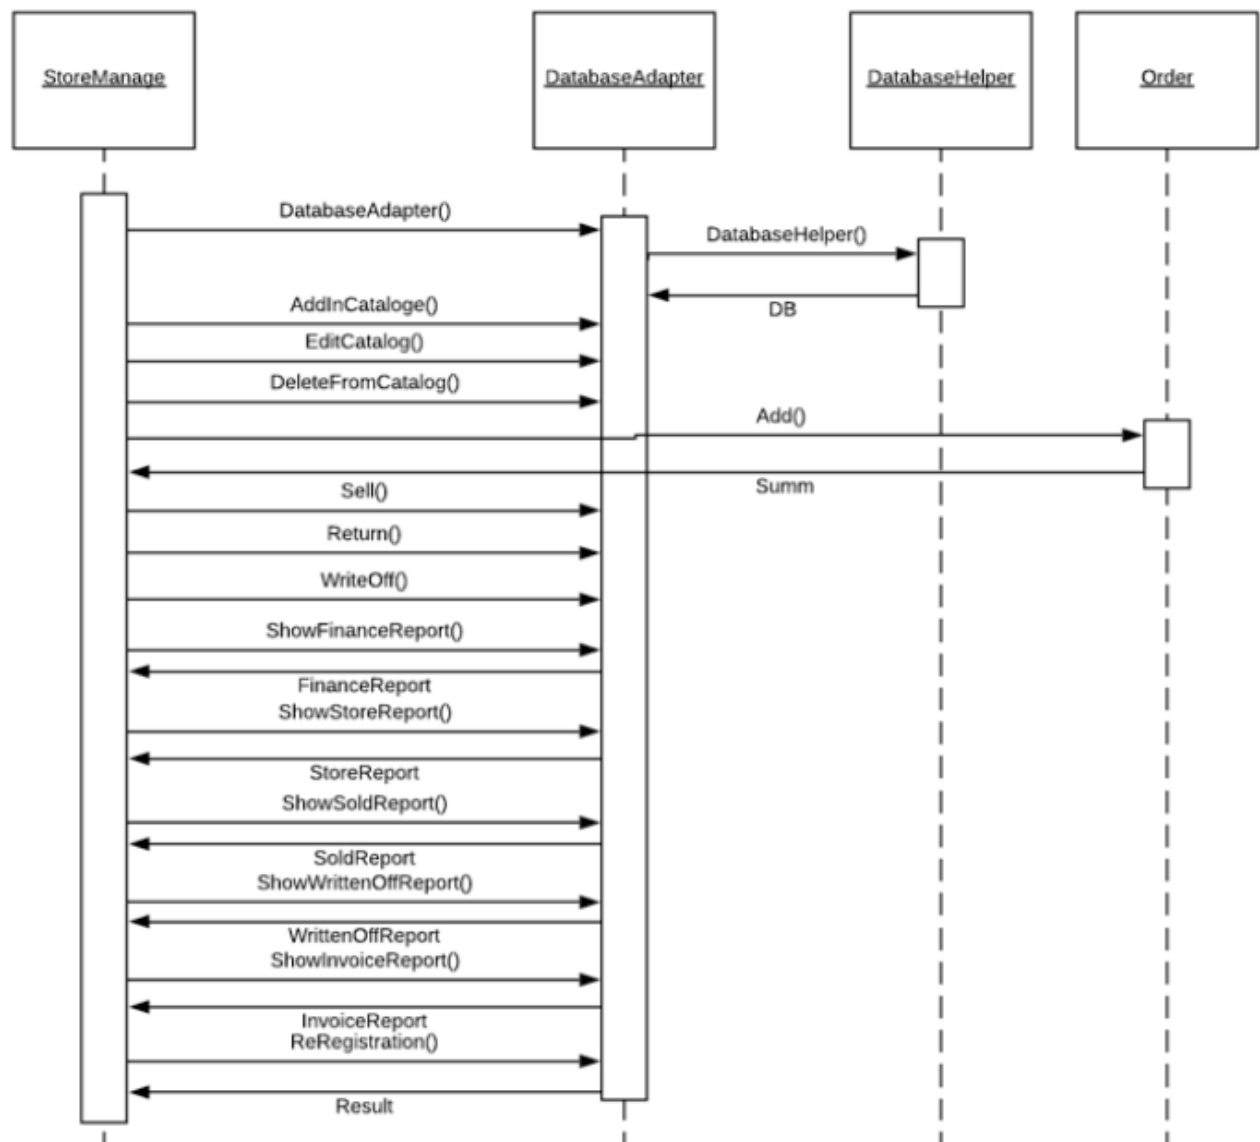 StoreManage
DatabaseAdapter
DatabaseHelper
Order
DatabaseAdapter()
DatabaseHelper()
AddInCataloge()
DB
EditCatalog()
DeleteFromCatalog()
Add()
Summ
Sell()
Return()
WriteOff()
ShowFinanceReport()
FinanceReport
ShowStoreReport()
StoreReport
ShowSoldReport()
SoldReport
ShowWrittenOffReport()
WrittenOffReport
ShowInvoiceReport()
InvoiceReport
ReRegistration()
Result